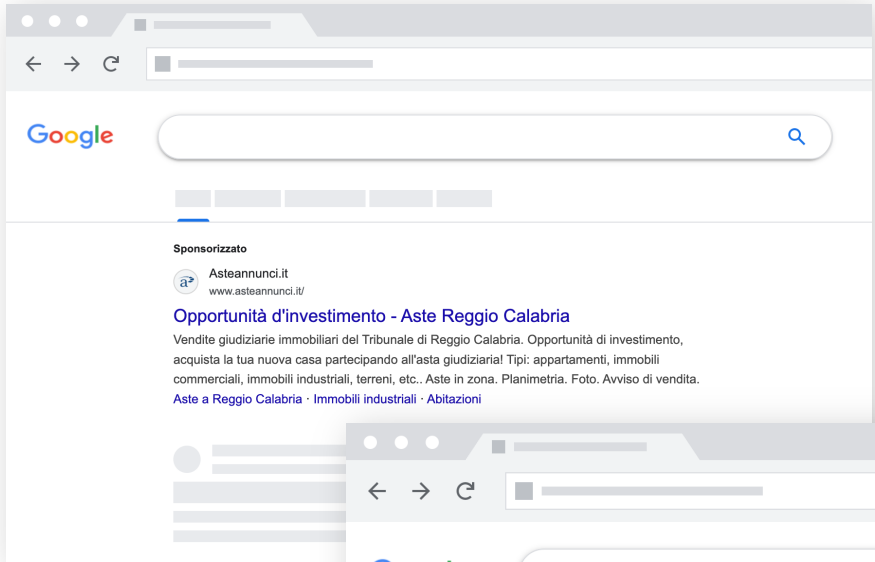 Google
Sponsorizzato
Asteannunci.it
www.asteannunci.it/
Opportunità d'investimento - Aste Reggio Calabria
Vendite giudiziarie immobiliari del Tribunale di Reggio Calabria. Opportunità di investimento,
acquista la tua nuova casa partecipando all'asta giudiziaria! Tipi: appartamenti, immobili
commerciali, immobili industriali, terreni, etc.. Aste in zona. Planimetria. Foto. Avviso di vendita.
Aste a Reggio Calabria · Immobili industriali · Abitazioni